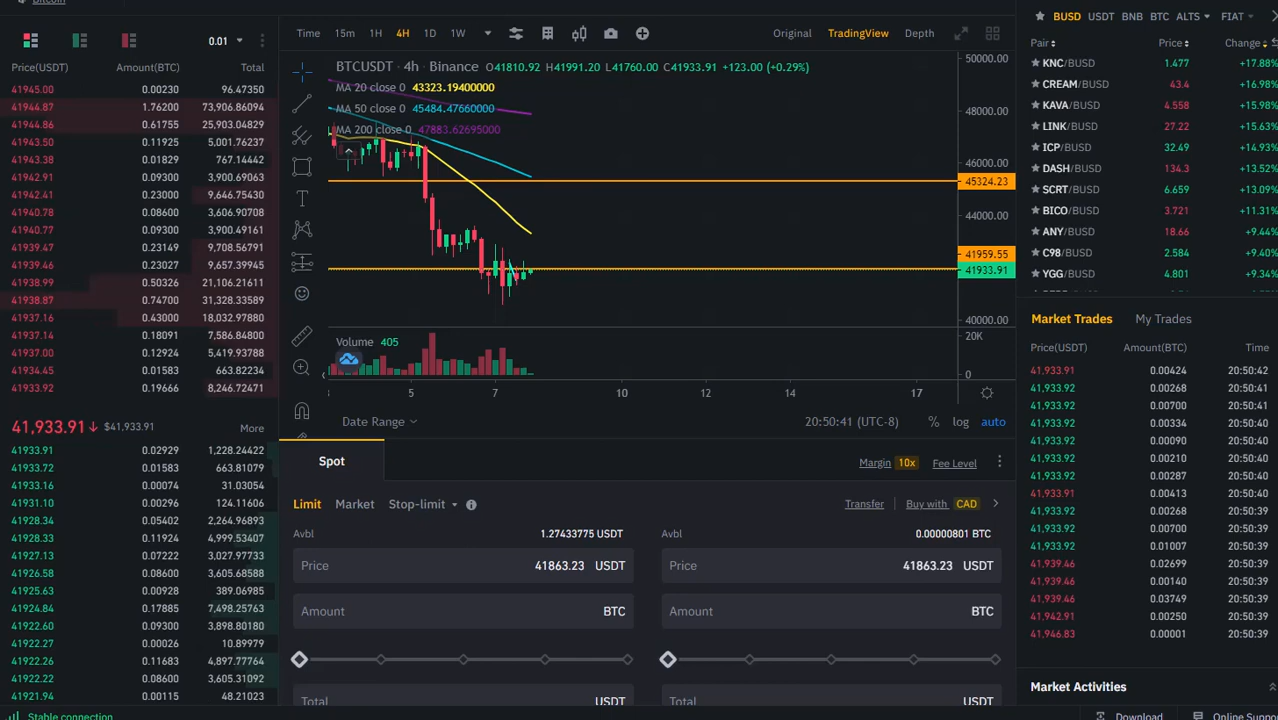 Bitcoin
0.01
Price(USDT) Amount(BTC) Total
41945.00 0.00230 96.47350
41944.87 1.76200 73,906.86094
41944.86 0.61755 25,903.04829
41943.50 0.11925 5,001.76237
41943.38 0.01829 767.14442
41942.91 0.09300 3,900.69063
41942.41 0.23000 9,646.75430
41940.78 0.08600 3,606.90708
41940.77 0.09300 3,900.49161
41939.47 0.23149 9,708.56791
41939.46 0.23027 9,657.39945
41938.99 0.50326 21,106.21611
41938.87 0.74700 31,328.33589
41937.16 0.43000 18,032.97880
41937.14 0.18091 7,586.84800
41937.00 0.12924 5,419.93788
41934.45 0.01583 663.82234
41933.92 0.19666 8,246.72471
41,933.91 $41,933.91 More
41933.91 0.02929 1,228.24422
41933.72 0.01583 663.81079
41933.16 0.00074 31.03054
41931.10 0.00296 124.11606
41928.34 0.05402 2,264.96893
41928.33 0.11924 4,999.53407
41927.13 0.07222 3,027.97733
41926.58 0.08600 3,605.68588
41925.63 0.00928 389.06985
41924.84 0.17885 7,498.25763
41922.60 0.09300 3,898.80180
41922.27 0.00026 10.89979
41922.26 0.11683 4,897.77764
41922.22 0.08600 3,605.31092
41921.94 0.00115 48.21023
Stable connection
Time 15m 1H 4H 1D 1W Original TradingView Depth
BTCUSDT · 4h · Binance O41810.92 H41991.20 L41760.00 C41933.91 +123.00 (+0.29%)
MA 20 close 0 43323.19400000
MA 50 close 0 45484.47660000
MA 200 close 0 47883.62695000
50000.00
48000.00
46000.00
45324.23
44000.00
41959.55
41933.91
40000.00
Volume 405
20K
0
5 7 10 12 14 17
Date Range 20:50:41 (UTC-8) % log auto
Spot
Margin 10x Fee Level
Limit Market Stop-limit Transfer Buy with CAD
Avbl 1.27433775 USDT
Price 41863.23 USDT
Amount BTC
Total USDT
Avbl 0.00000801 BTC
Price 41863.23 USDT
Amount BTC
Total USDT
BUSD USDT BNB BTC ALTS FIAT
Pair Price Change
KNC/BUSD 1.477 +17.88%
CREAM/BUSD 43.4 +16.98%
KAVA/BUSD 4.558 +15.98%
LINK/BUSD 27.22 +15.63%
ICP/BUSD 32.49 +14.93%
DASH/BUSD 134.3 +13.52%
SCRT/BUSD 6.659 +13.09%
BICO/BUSD 3.721 +11.31%
ANY/BUSD 18.66 +9.44%
C98/BUSD 2.584 +9.40%
YGG/BUSD 4.801 +9.34%
Market Trades My Trades
Price(USDT) Amount(BTC) Time
41,933.91 0.00424 20:50:42
41,933.92 0.00268 20:50:41
41,933.92 0.00700 20:50:41
41,933.92 0.00334 20:50:40
41,933.92 0.00090 20:50:40
41,933.92 0.00210 20:50:40
41,933.92 0.00287 20:50:40
41,933.91 0.00413 20:50:40
41,933.92 0.00268 20:50:39
41,933.92 0.00700 20:50:39
41,933.92 0.01007 20:50:39
41,939.46 0.02699 20:50:39
41,939.46 0.00140 20:50:39
41,939.46 0.03749 20:50:39
41,942.91 0.00250 20:50:39
41,946.83 0.00001 20:50:39
Market Activities
Download Online Suppo